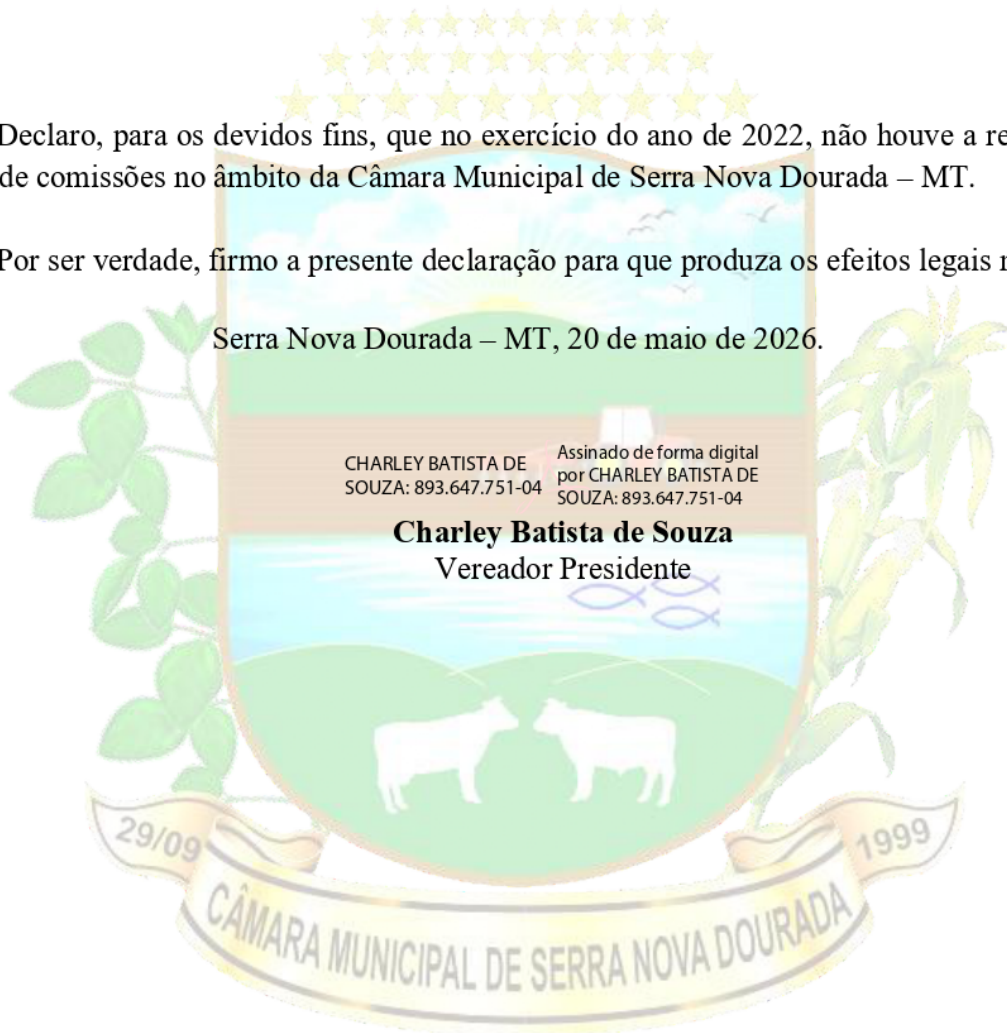 Declaro, para os devidos fins, que no exercício do ano de 2022, não houve a re
de comissões no âmbito da Câmara Municipal de Serra Nova Dourada – MT.
Por ser verdade, firmo a presente declaração para que produza os efeitos legais
Serra Nova Dourada – MT, 20 de maio de 2026.
CHARLEY BATISTA DE
SOUZA: 893.647.751-04
Assinado de forma digital
por CHARLEY BATISTA DE
SOUZA: 893.647.751-04
Charley Batista de Souza
Vereador Presidente
29/09
1999
CÂMARA MUNICIPAL DE SERRA NOVA DOURADA